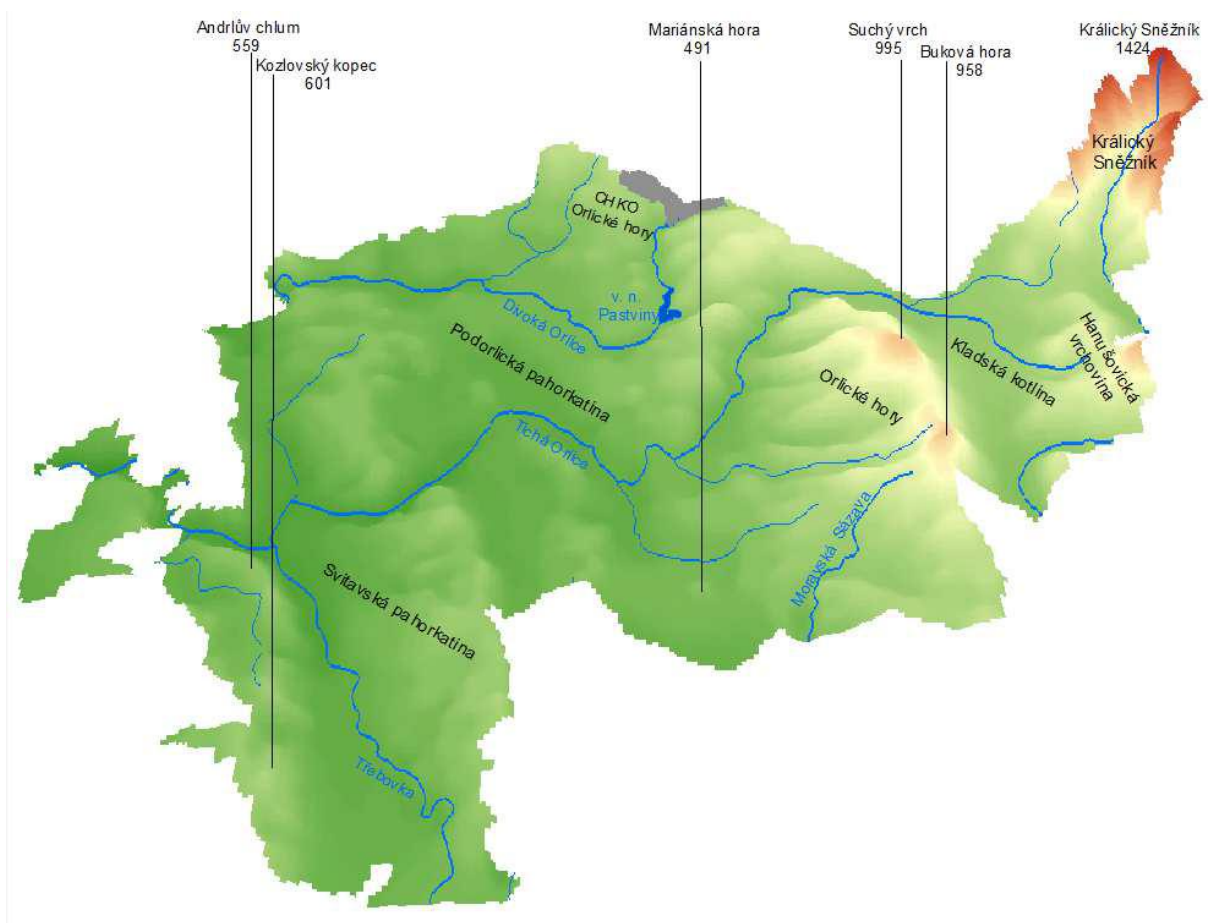 Andrlův chlum
559
Kozlovský kopec
601
Mariánská hora
491
Suchý vrch
995
Buková hora
958
Králický Sněžník
1424
Králický
Sněžník
CHKO
Orlické hory
v. n.
Pastviny
Divoká Orlice
Podorlická pahorkatina
Tichá Orlice
Orlické hory
Kladská kotlina
Hanušovická
vrchovina
Moravská Sázava
Svitavská pahorkatina
Třebovka